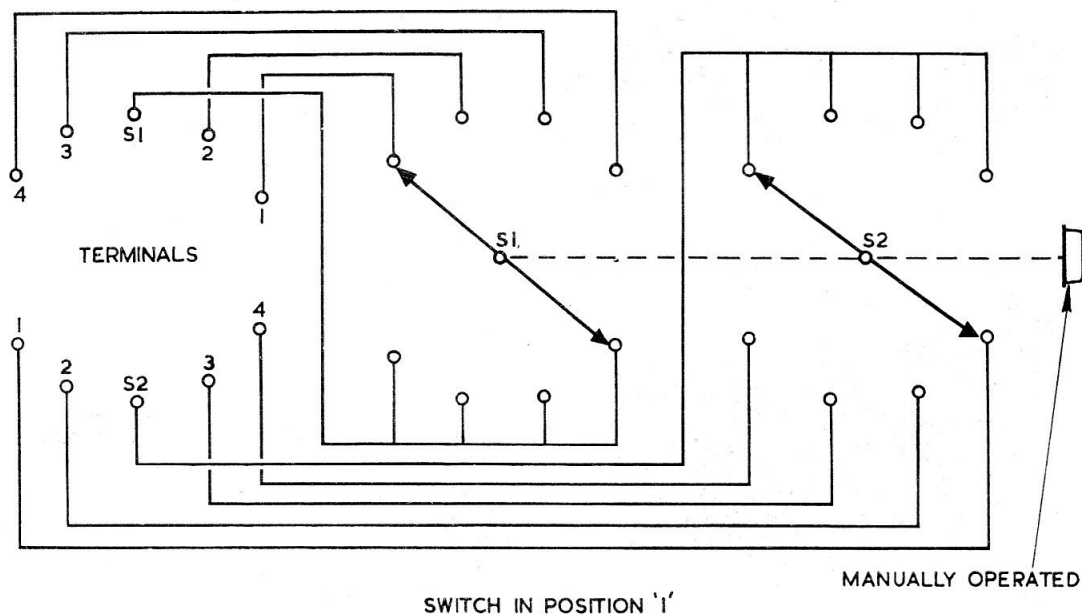 3
S1
2
4
1
TERMINALS
S1.
S2
1
2
S2
3
4
MANUALLY OPERATED
SWITCH IN POSITION '1'